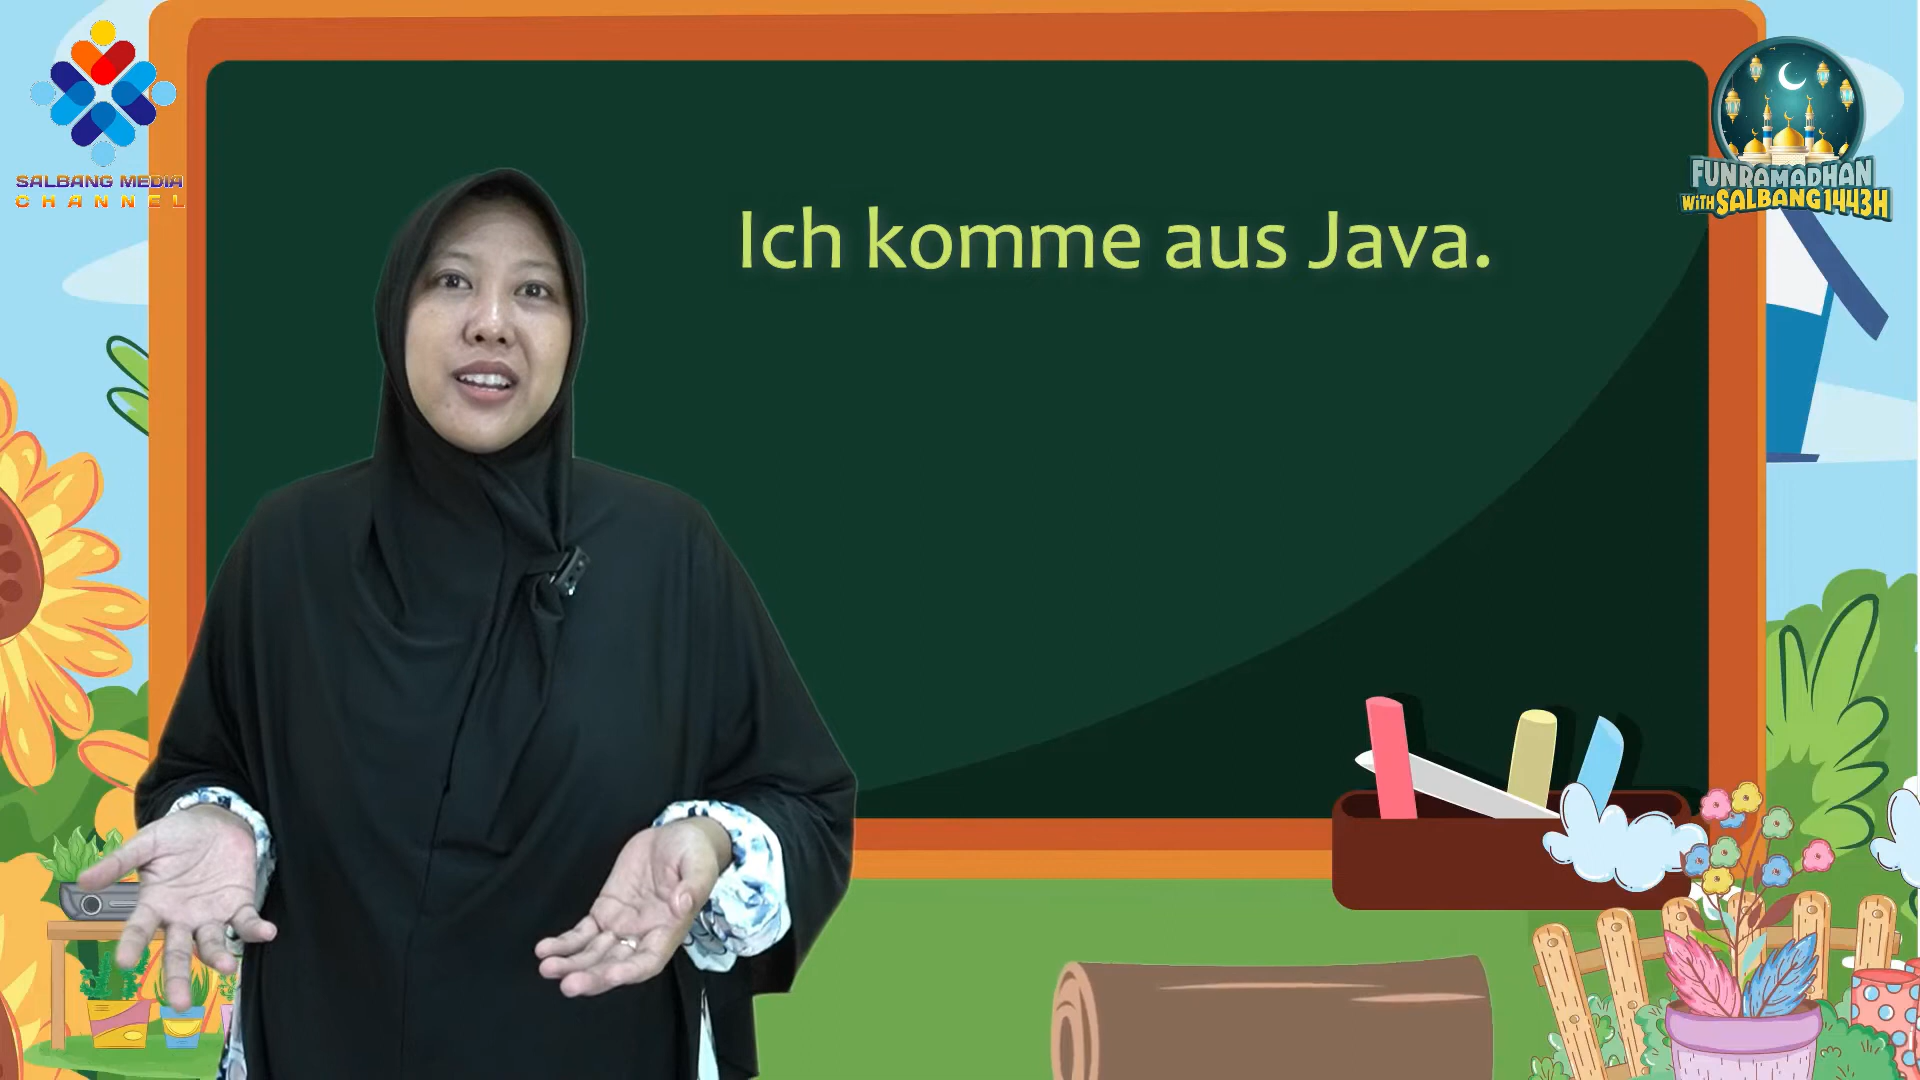 SALBANG MEDIA
CHANNEL
Ich komme aus Java.
FUNRAMADHAN
WITH SALBANG 1443H